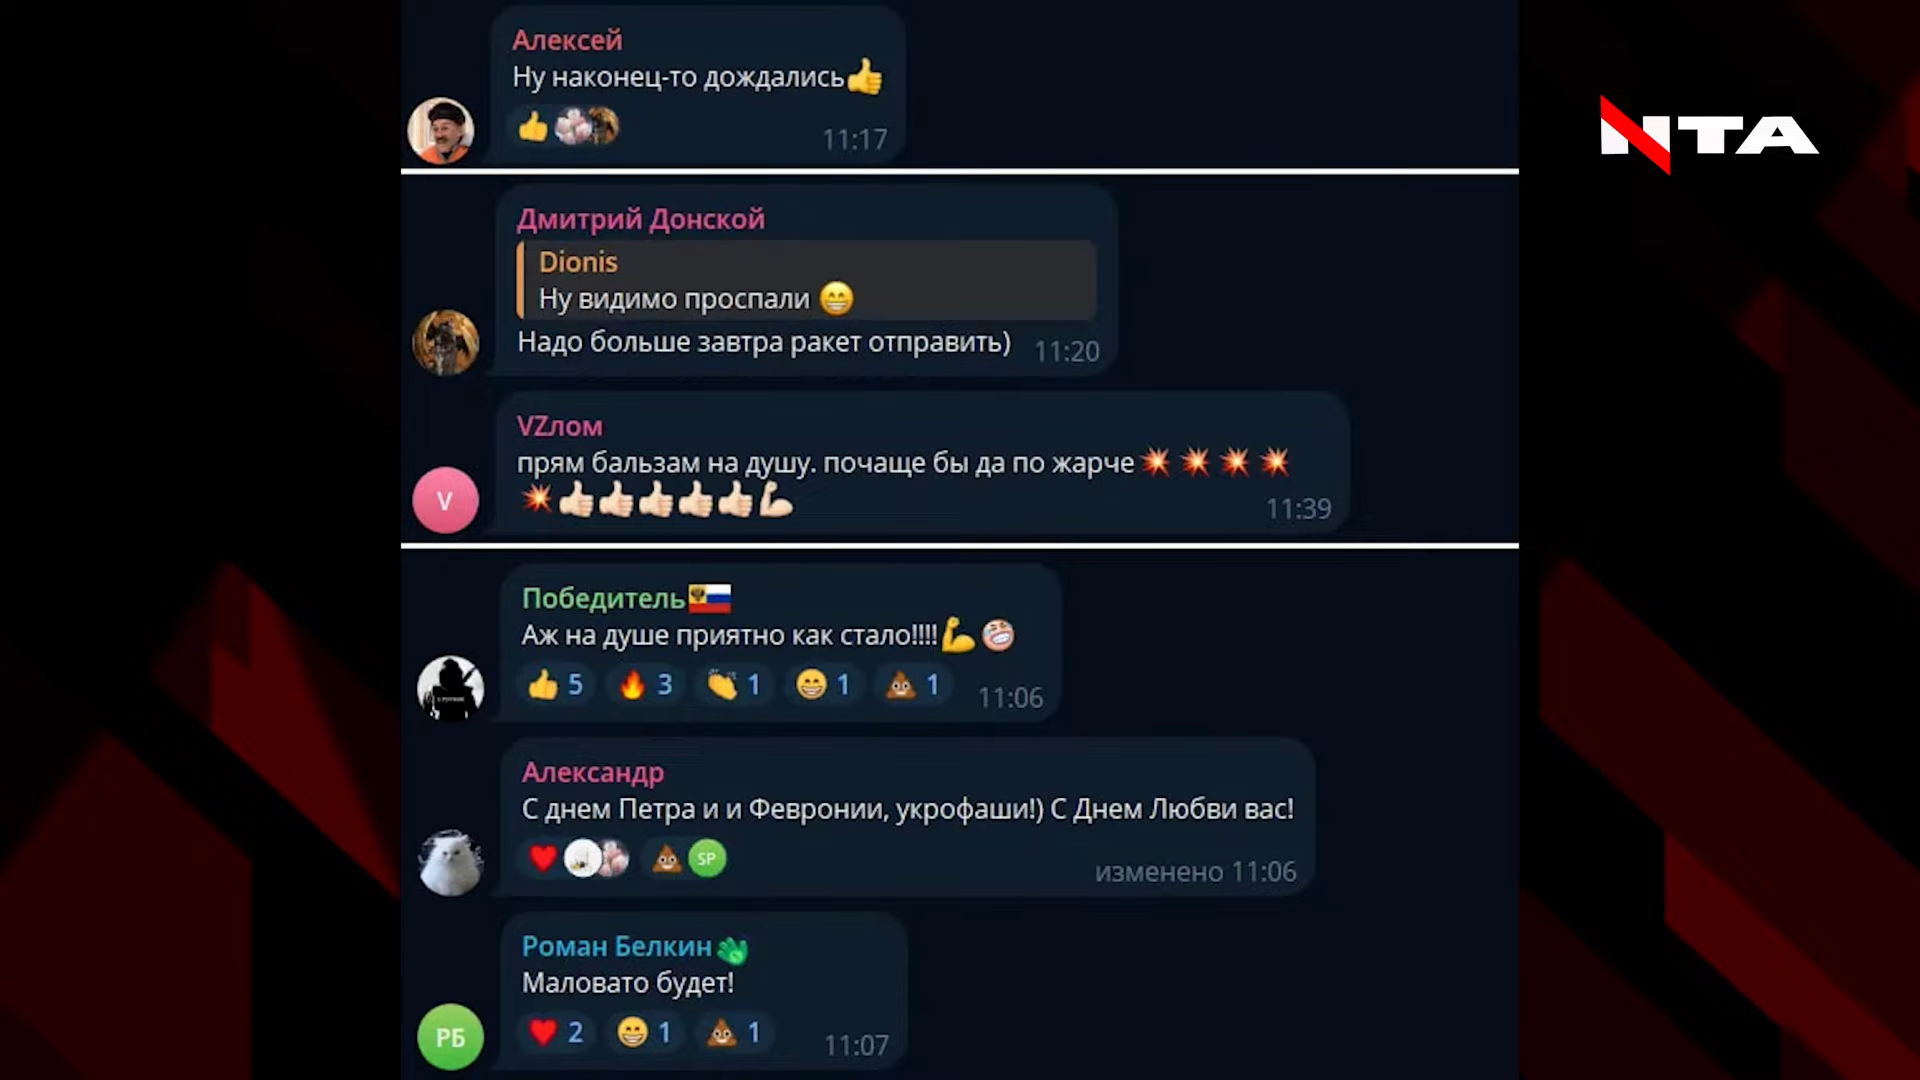 Алексей
Ну наконец-то дождались👍
👍
11:17
NTA
Дмитрий Донской
Dionis
Ну видимо проспали 😁
Надо больше завтра ракет отправить)
11:20
VZлом
прям бальзам на душу. почаще бы да по жарче💥💥💥💥
💥👍🏻👍🏻👍🏻👍🏻👍🏻💪🏻
V
11:39
Победитель
Аж на душе приятно как стало!!!!💪
👍 5 🔥 3 👏 1 😁 1 💩 1
11:06
Александр
С днем Петра и и Февронии, укрофаши!) С Днем Любви вас!
❤ 💩 SP
изменено 11:06
Роман Белкин
Маловато будет!
РБ
❤ 2 😁 1 💩 1
11:07